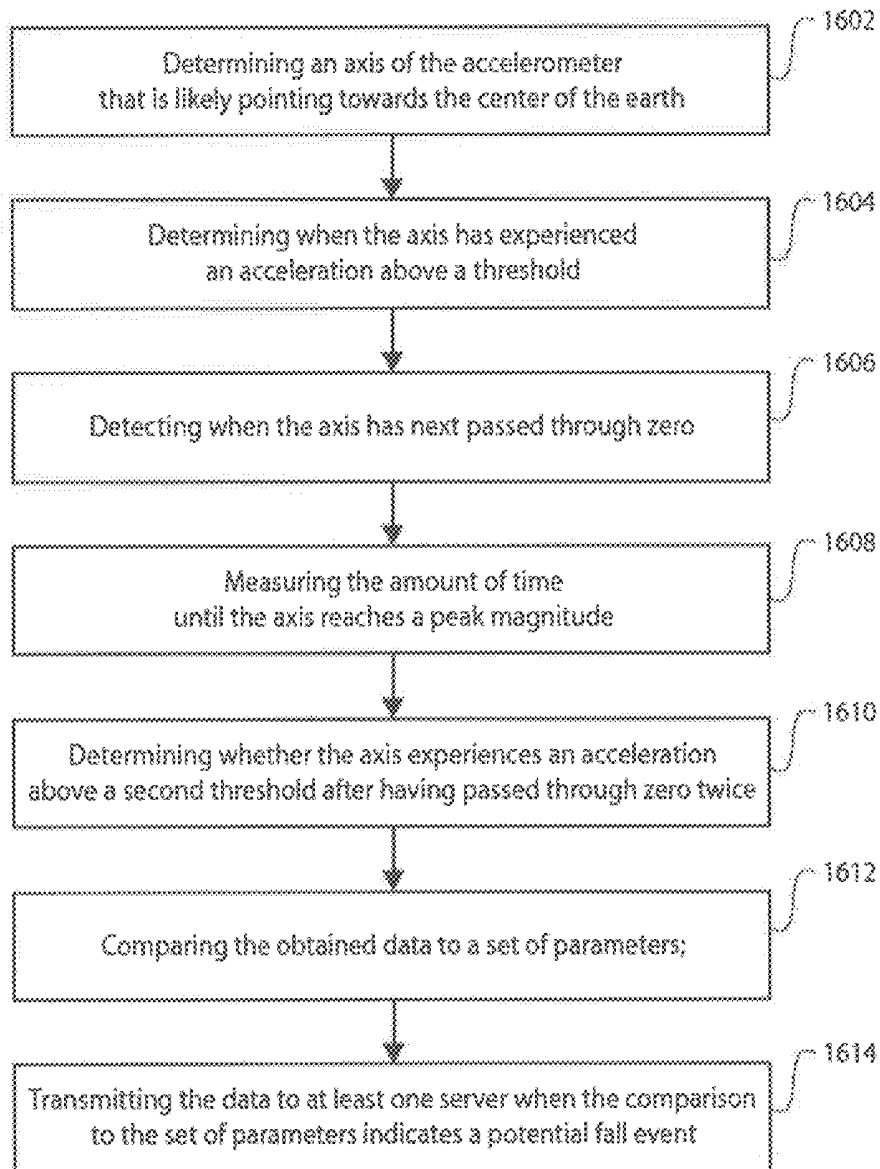 1602
Determining an axis of the accelerometer
that is likely pointing towards the center of the earth
1604
Determining when the axis has experienced
an acceleration above a threshold
1606
Detecting when the axis has next passed through zero
1608
Measuring the amount of time
until the axis reaches a peak magnitude
1610
Determining whether the axis experiences an acceleration
above a second threshold after having passed through zero twice
1612
Comparing the obtained data to a set of parameters;
1614
Transmitting the data to at least one server when the comparison
to the set of parameters indicates a potential fall event